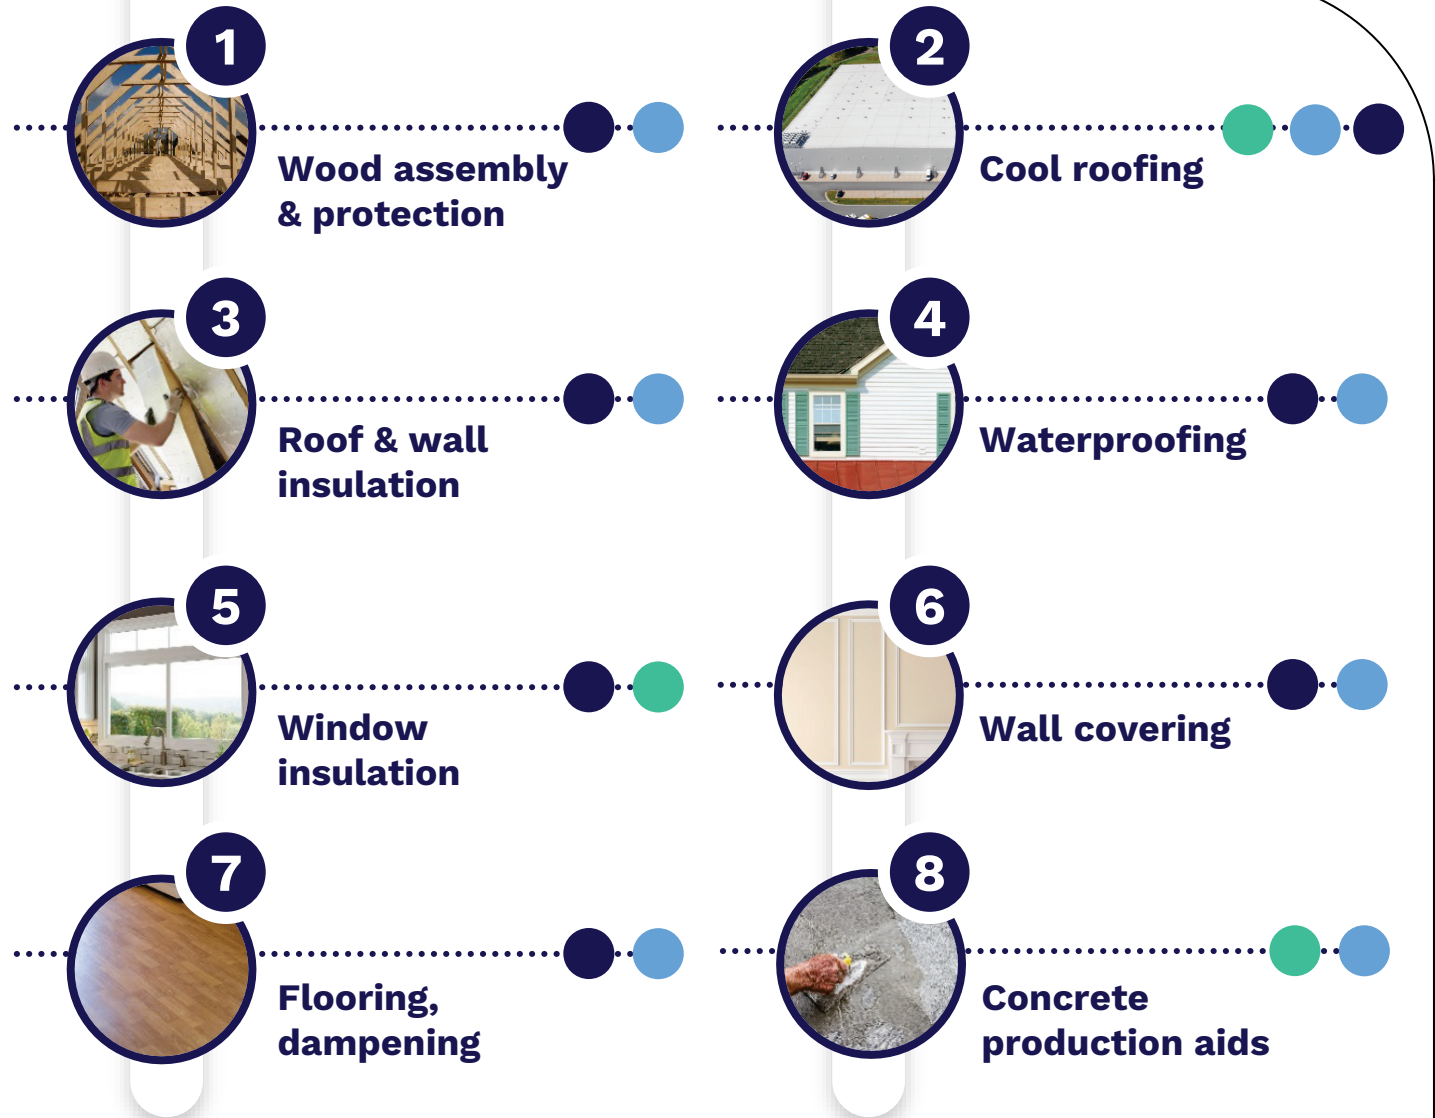 1
Wood assembly
& protection
2
Cool roofing
3
Roof & wall
insulation
4
Waterproofing
5
Window
insulation
6
Wall covering
7
Flooring,
dampening
8
Concrete
production aids